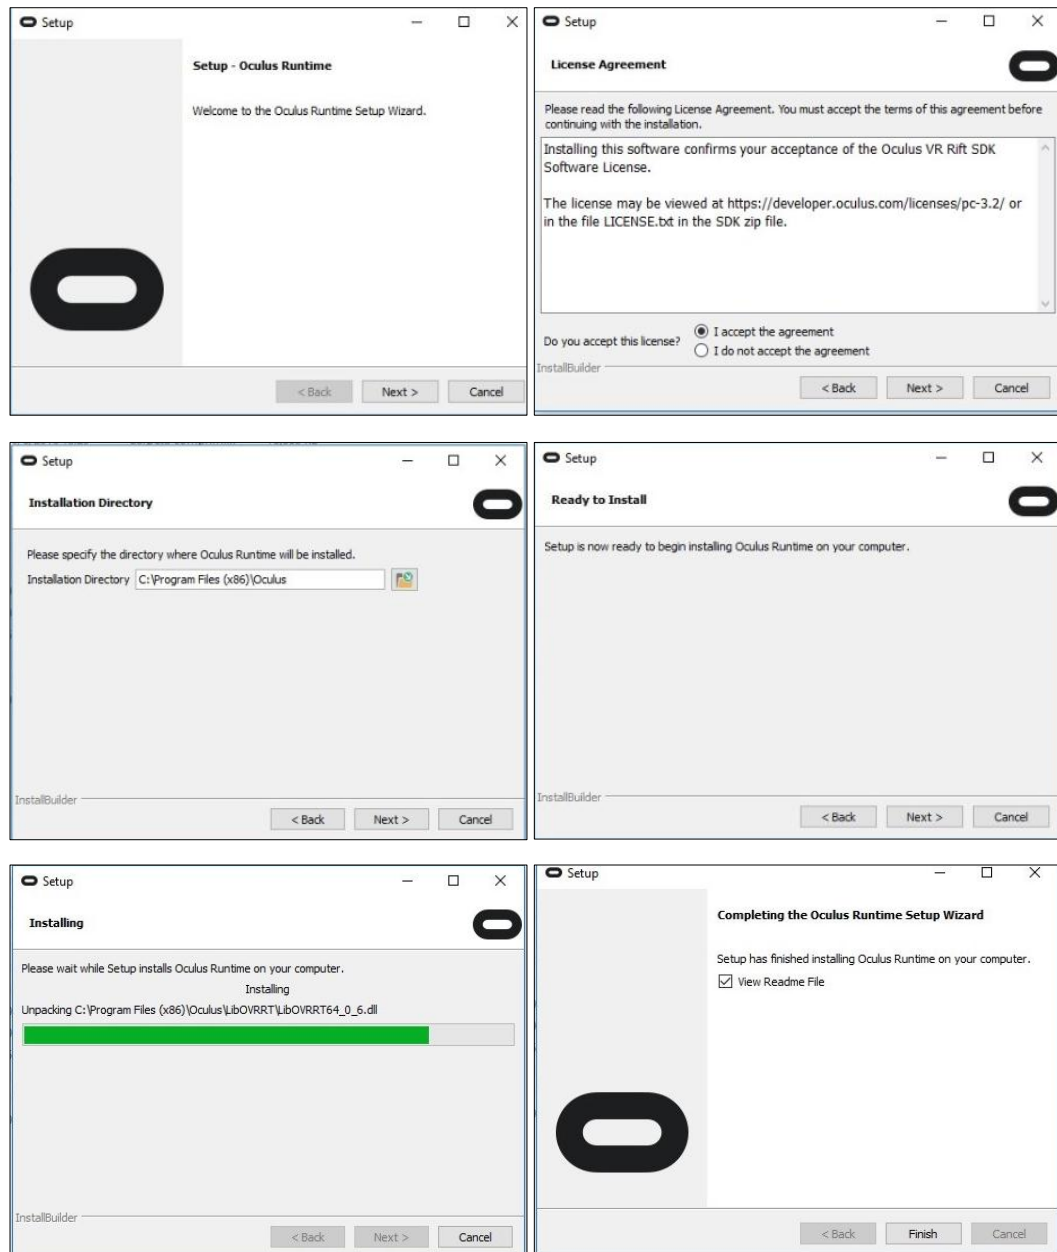 Setup
Setup - Oculus Runtime
Welcome to the Oculus Runtime Setup Wizard.
< Back Next > Cancel
Setup
License Agreement
Please read the following License Agreement. You must accept the terms of this agreement before
continuing with the installation.
Installing this software confirms your acceptance of the Oculus VR Rift SDK
Software License.
The license may be viewed at https://developer.oculus.com/licenses/pc-3.2/ or
in the file LICENSE.txt in the SDK zip file.
Do you accept this license?
I accept the agreement
I do not accept the agreement
InstallBuilder
< Back Next > Cancel
Setup
Installation Directory
Please specify the directory where Oculus Runtime will be installed.
Installation Directory C:\Program Files (x86)\Oculus
InstallBuilder
< Back Next > Cancel
Setup
Ready to Install
Setup is now ready to begin installing Oculus Runtime on your computer.
InstallBuilder
< Back Next > Cancel
Setup
Installing
Please wait while Setup installs Oculus Runtime on your computer.
Installing
Unpacking C:\Program Files (x86)\Oculus\LibOVRRT\LibOVRRT64_0_6.dll
InstallBuilder
< Back Next > Cancel
Setup
Completing the Oculus Runtime Setup Wizard
Setup has finished installing Oculus Runtime on your computer.
View Readme File
< Back Finish Cancel